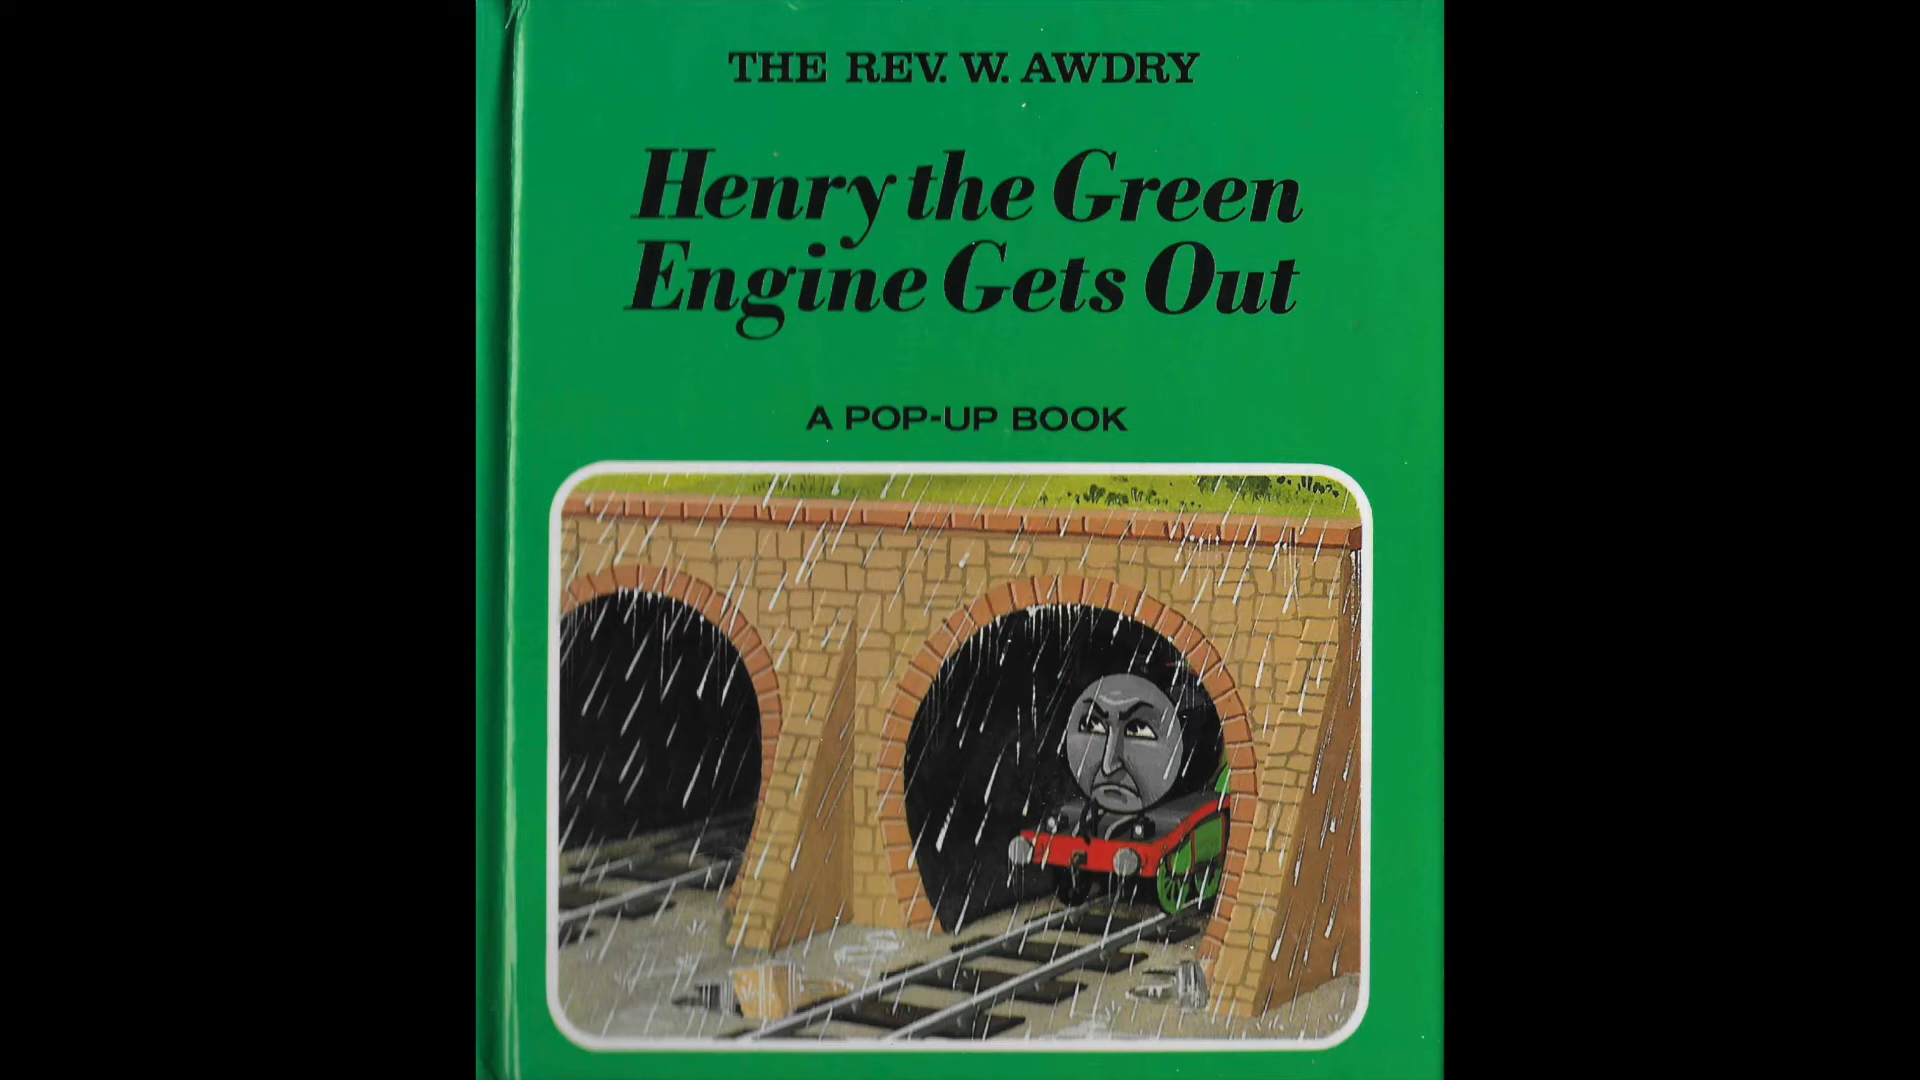 THE REV. W. AWDRY
Henry the Green
Engine Gets Out
A POP-UP BOOK